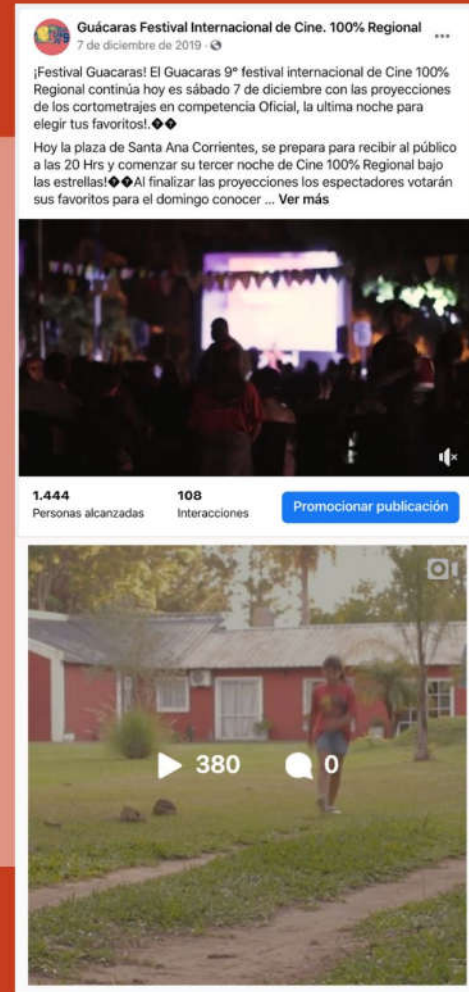 Guácaras Festival Internacional de Cine. 100% Regional
7 de diciembre de 2019 ·
¡Festival Guacaras! El Guacaras 9° festival internacional de Cine 100%
Regional continúa hoy es sábado 7 de diciembre con las proyecciones
de los cortometrajes en competencia Oficial, la ultima noche para
elegir tus favoritos!.��
Hoy la plaza de Santa Ana Corrientes, se prepara para recibir al público
a las 20 Hrs y comenzar su tercer noche de Cine 100% Regional bajo
las estrellas!��Al finalizar las proyecciones los espectadores votarán
sus favoritos para el domingo conocer ... Ver más
1.444
Personas alcanzadas
108
Interacciones
Promocionar publicación
380
0